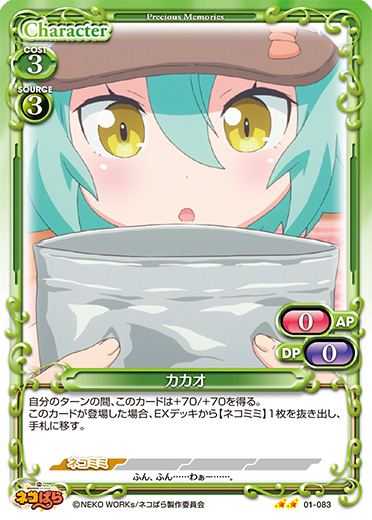 Precious Memories
Character
COST
3
SOURCE
3
0 AP
DP 0
カカオ
自分のターンの間、このカードは+70/+70を得る。
このカードが登場した場合、EXデッキから【ネコミミ】1枚を抜き出し、
手札に移す。
ネコミミ
ふん、ふん……わぁー……。
ネコぱら
©NEKO WORKs/ネコぱら製作委員会
01-083